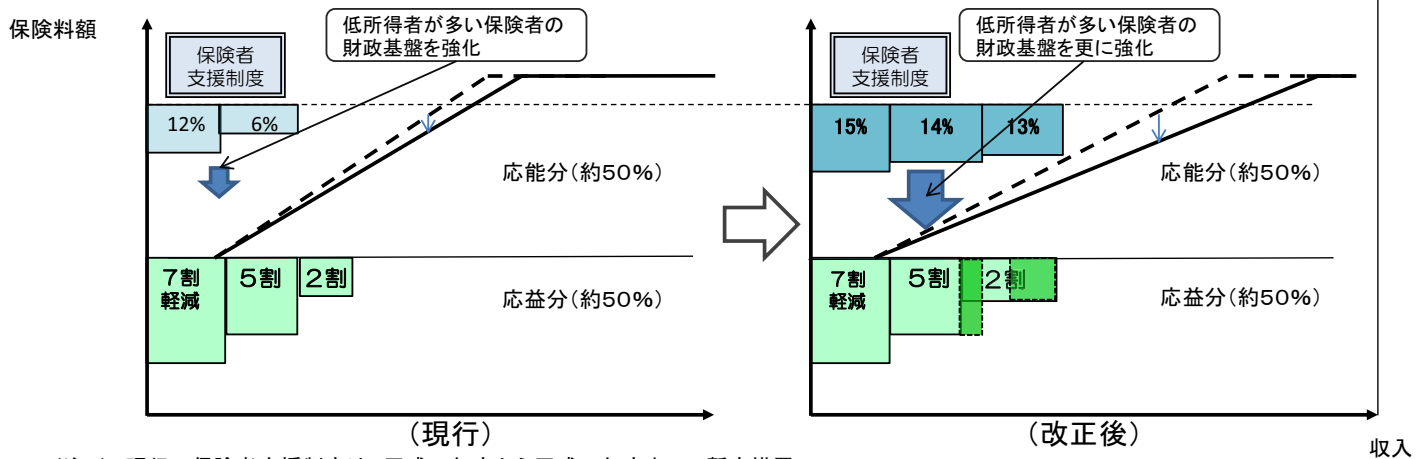 保険料額
保険者
支援制度
低所得者が多い保険者の
財政基盤を強化
12%
6%
応能分(約50%)
7割
軽減
5割
2割
応益分(約50%)
(現行)
保険者
支援制度
低所得者が多い保険者の
財政基盤を更に強化
15%
14%
13%
応能分(約50%)
7割
軽減
5割
2割
応益分(約50%)
(改正後)
収入